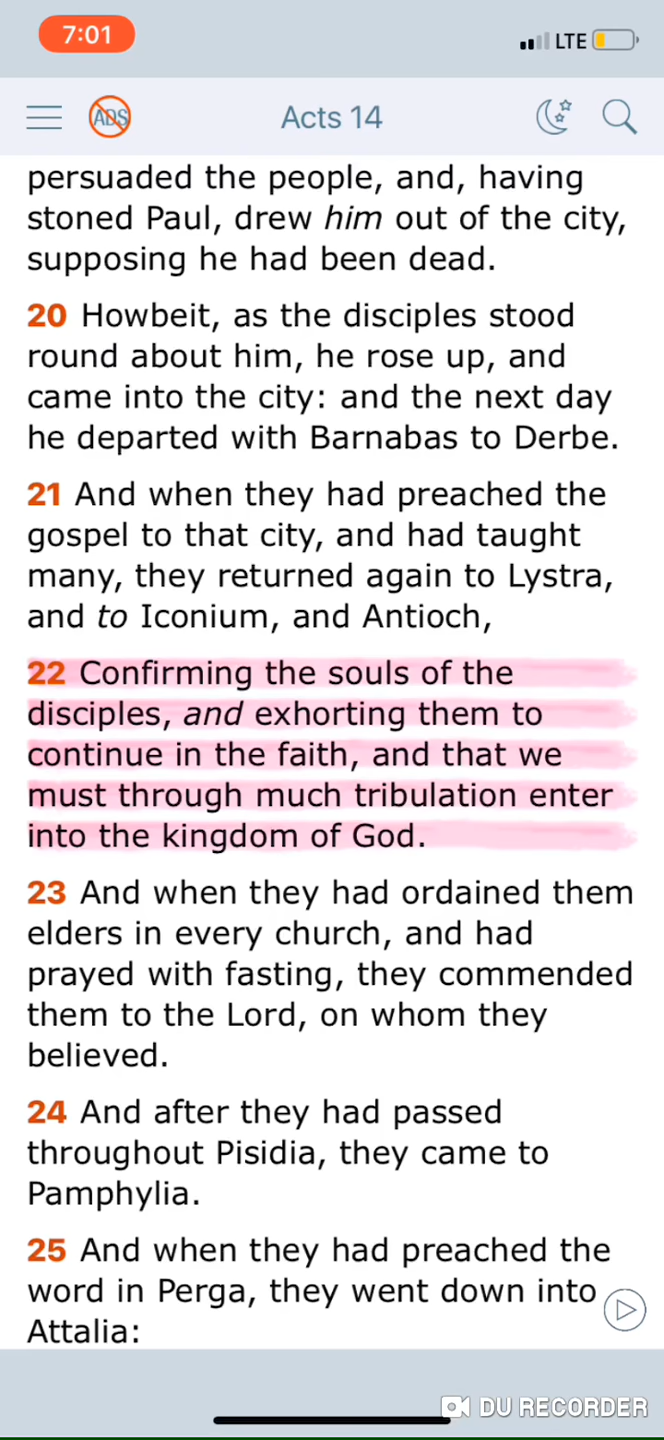 7:01
LTE
ADS
Acts 14
persuaded the people, and, having
stoned Paul, drew him out of the city,
supposing he had been dead.
20 Howbeit, as the disciples stood
round about him, he rose up, and
came into the city: and the next day
he departed with Barnabas to Derbe.
21 And when they had preached the
gospel to that city, and had taught
many, they returned again to Lystra,
and to Iconium, and Antioch,
22 Confirming the souls of the
disciples, and exhorting them to
continue in the faith, and that we
must through much tribulation enter
into the kingdom of God.
23 And when they had ordained them
elders in every church, and had
prayed with fasting, they commended
them to the Lord, on whom they
believed.
24 And after they had passed
throughout Pisidia, they came to
Pamphylia.
25 And when they had preached the
word in Perga, they went down into
Attalia:
DU RECORDER